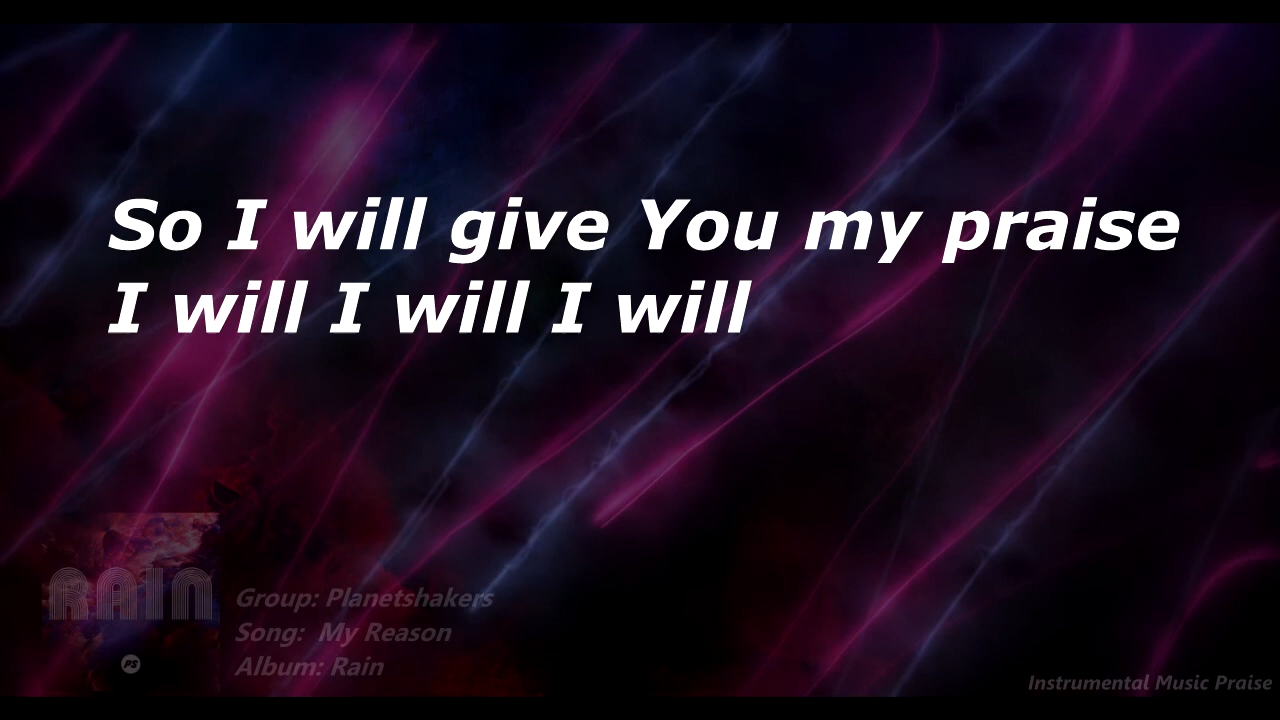 So I will give You my praise
I will I will I will
RAIN
PS
Group: Planetshakers
Song: My Reason
Album: Rain
Instrumental Music Praise